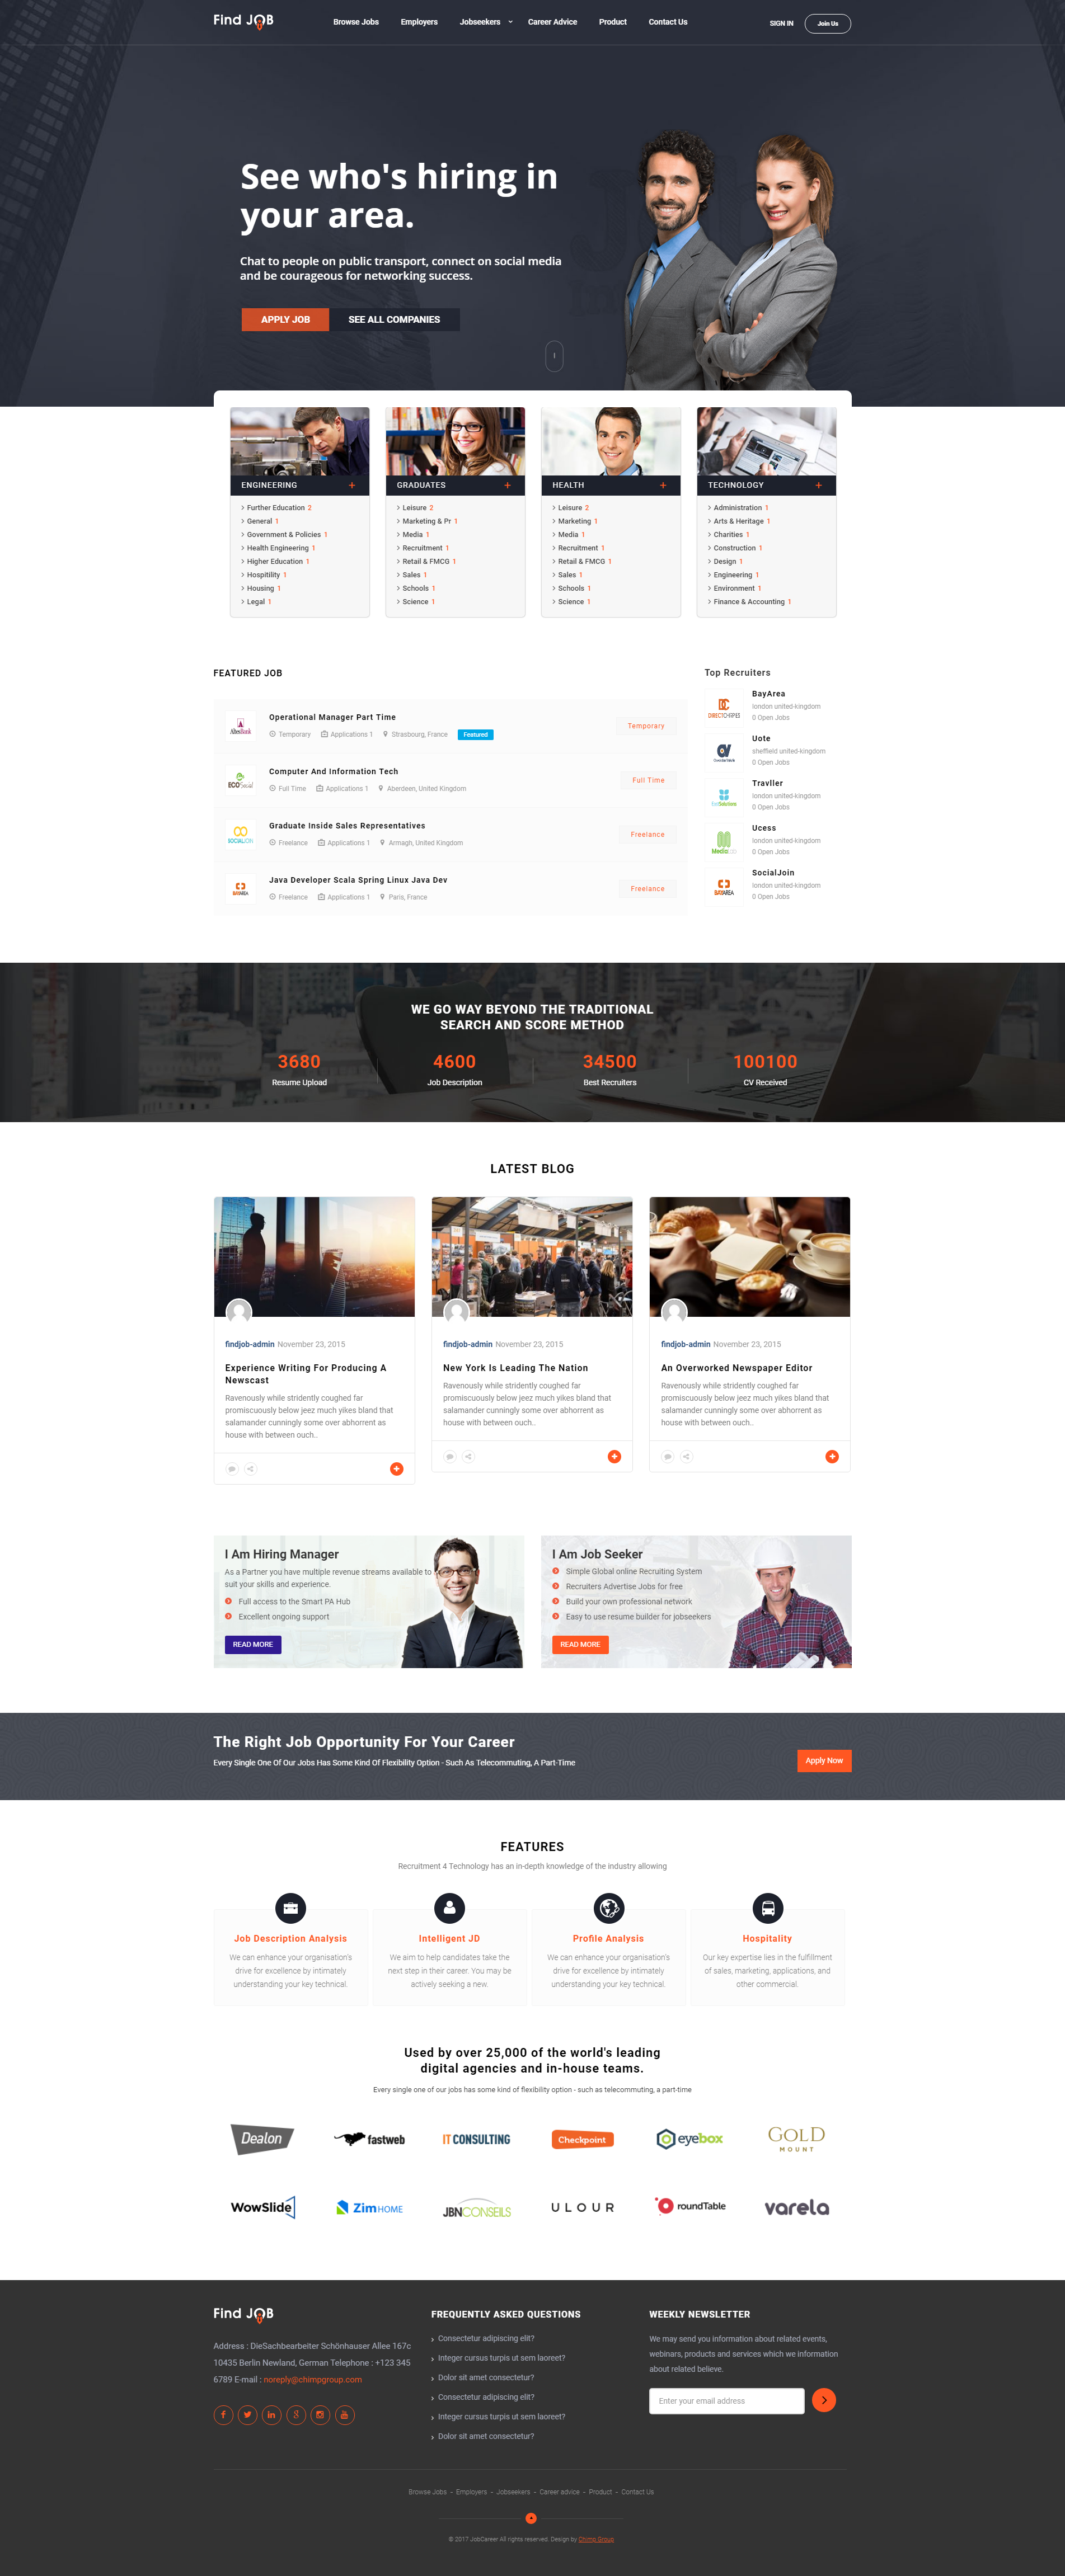 Find JOB
Browse Jobs Employers Jobseekers Career Advice Product Contact Us
SIGN IN Join Us
See who's hiring in
your area.
Chat to people on public transport, connect on social media
and be courageous for networking success.
APPLY JOB SEE ALL COMPANIES
ENGINEERING +
Further Education 2
General 1
Government & Policies 1
Health Engineering 1
Higher Education 1
Hospitility 1
Housing 1
Legal 1
GRADUATES +
Leisure 2
Marketing & Pr 1
Media 1
Recruitment 1
Retail & FMCG 1
Sales 1
Schools 1
Science 1
HEALTH +
Leisure 2
Marketing 1
Media 1
Recruitment 1
Retail & FMCG 1
Sales 1
Schools 1
Science 1
TECHNOLOGY +
Administration 1
Arts & Heritage 1
Charities 1
Construction 1
Design 1
Engineering 1
Environment 1
Finance & Accounting 1
FEATURED JOB
AltesBank
Operational Manager Part Time
Temporary Applications 1 Strasbourg, France Featured
Temporary
ECOSocial
Computer And Information Tech
Full Time Applications 1 Aberdeen, United Kingdom
Full Time
SOCIALJOIN
Graduate Inside Sales Representatives
Freelance Applications 1 Armagh, United Kingdom
Freelance
BAYAREA
Java Developer Scala Spring Linux Java Dev
Freelance Applications 1 Paris, France
Freelance
Top Recruiters
BayArea
london united-kingdom
0 Open Jobs
Uote
sheffield united-kingdom
0 Open Jobs
Travller
london united-kingdom
0 Open Jobs
Ucess
london united-kingdom
0 Open Jobs
BAYAREA
SocialJoin
london united-kingdom
0 Open Jobs
WE GO WAY BEYOND THE TRADITIONAL
SEARCH AND SCORE METHOD
3680
Resume Upload
4600
Job Description
34500
Best Recruiters
100100
CV Received
LATEST BLOG
findjob-admin November 23, 2015
Experience Writing For Producing A
Newscast
Ravenously while stridently coughed far
promiscuously below jeez much yikes bland that
salamander cunningly some over abhorrent as
house with between ouch..
findjob-admin November 23, 2015
New York Is Leading The Nation
Ravenously while stridently coughed far
promiscuously below jeez much yikes bland that
salamander cunningly some over abhorrent as
house with between ouch..
findjob-admin November 23, 2015
An Overworked Newspaper Editor
Ravenously while stridently coughed far
promiscuously below jeez much yikes bland that
salamander cunningly some over abhorrent as
house with between ouch..
I Am Hiring Manager
As a Partner you have multiple revenue streams available to
suit your skills and experience.
Full access to the Smart PA Hub
Excellent ongoing support
READ MORE
I Am Job Seeker
Simple Global online Recruiting System
Recruiters Advertise Jobs for free
Build your own professional network
Easy to use resume builder for jobseekers
READ MORE
The Right Job Opportunity For Your Career
Every Single One Of Our Jobs Has Some Kind Of Flexibility Option - Such As Telecommuting, A Part-Time
Apply Now
FEATURES
Recruitment 4 Technology has an in-depth knowledge of the industry allowing
Job Description Analysis
We can enhance your organisation's
drive for excellence by intimately
understanding your key technical.
Intelligent JD
We aim to help candidates take the
next step in their career. You may be
actively seeking a new.
Profile Analysis
We can enhance your organisation's
drive for excellence by intimately
understanding your key technical.
Hospitality
Our key expertise lies in the fulfillment
of sales, marketing, applications, and
other commercial.
Used by over 25,000 of the world's leading
digital agencies and in-house teams.
Every single one of our jobs has some kind of flexibility option - such as telecommuting, a part-time
Dealon fastweb IT CONSULTING Checkpoint eyebox GOLD MOUNT
WowSlide ZimHOME JBNCONSEILS ULOUR roundTable varela
Find JOB
Address : DieSachbearbeiter Schönhauser Allee 167c
10435 Berlin Newland, German Telephone : +123 345
6789 E-mail : noreply@chimpgroup.com
FREQUENTLY ASKED QUESTIONS
Consectetur adipiscing elit?
Integer cursus turpis ut sem laoreet?
Dolor sit amet consectetur?
Consectetur adipiscing elit?
Integer cursus turpis ut sem laoreet?
Dolor sit amet consectetur?
WEEKLY NEWSLETTER
We may send you information about related events,
webinars, products and services which we information
about related believe.
Enter your email address
Browse Jobs - Employers - Jobseekers - Career advice - Product - Contact Us
© 2017 JobCareer All rights reserved. Design by Chimp Group